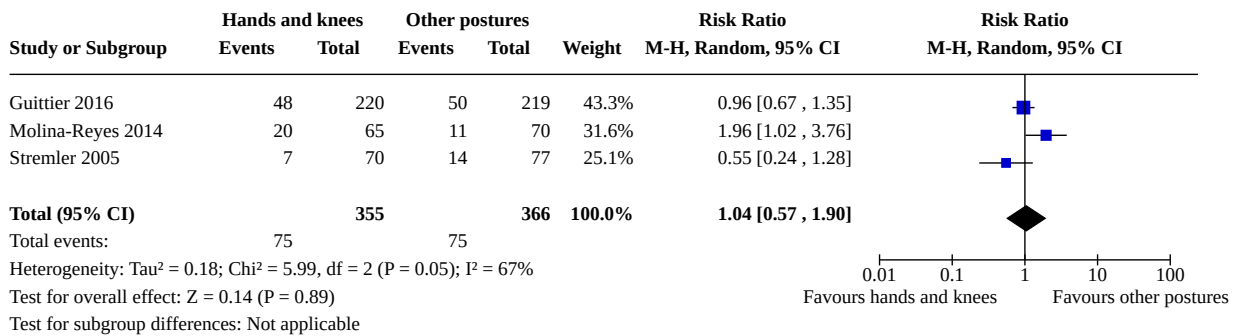 Hands and knees Other postures Risk Ratio Risk Ratio
Study or Subgroup Events Total Events Total Weight M-H, Random, 95% CI M-H, Random, 95% CI
Guittier 2016 48 220 50 219 43.3% 0.96 [0.67 , 1.35]
Molina-Reyes 2014 20 65 11 70 31.6% 1.96 [1.02 , 3.76]
Stremler 2005 7 70 14 77 25.1% 0.55 [0.24 , 1.28]
Total (95% CI) 355 366 100.0% 1.04 [0.57 , 1.90]
Total events: 75 75
Heterogeneity: Tau² = 0.18; Chi² = 5.99, df = 2 (P = 0.05); I² = 67%
0.01 0.1 1 10 100
Test for overall effect: Z = 0.14 (P = 0.89)
Favours hands and knees Favours other postures
Test for subgroup differences: Not applicable